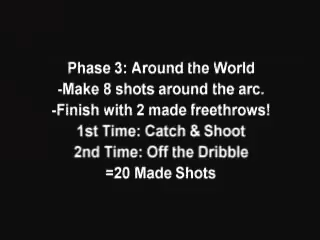 Phase 3: Around the World
-Make 8 shots around the arc.
-Finish with 2 made freethrows!
1st Time: Catch & Shoot
2nd Time: Off the Dribble
=20 Made Shots